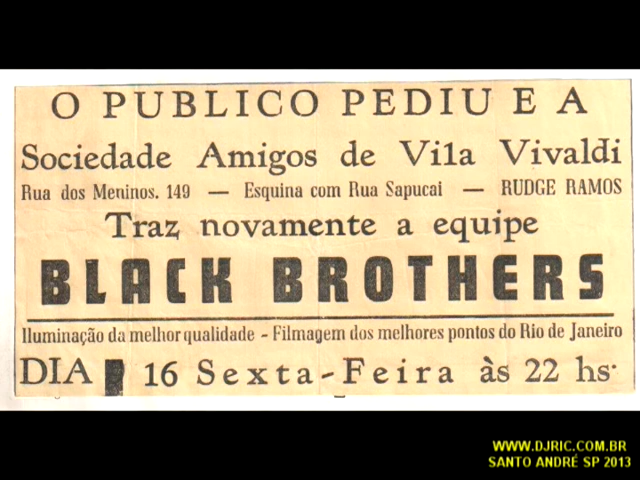 O PUBLICO PEDIU E A
Sociedade Amigos de Vila Vivaldi
Rua dos Meninos. 149 — Esquina com Rua Sapucai — RUDGE RAMOS
Traz novamente a equipe
BLACK BROTHERS
Iluminação da melhor qualidade - Filmagem dos melhores pontos do Rio de Janeiro
DIA 16 Sexta-Feira às 22 hs.
WWW.DJRIC.COM.BR
SANTO ANDRÉ SP 2013